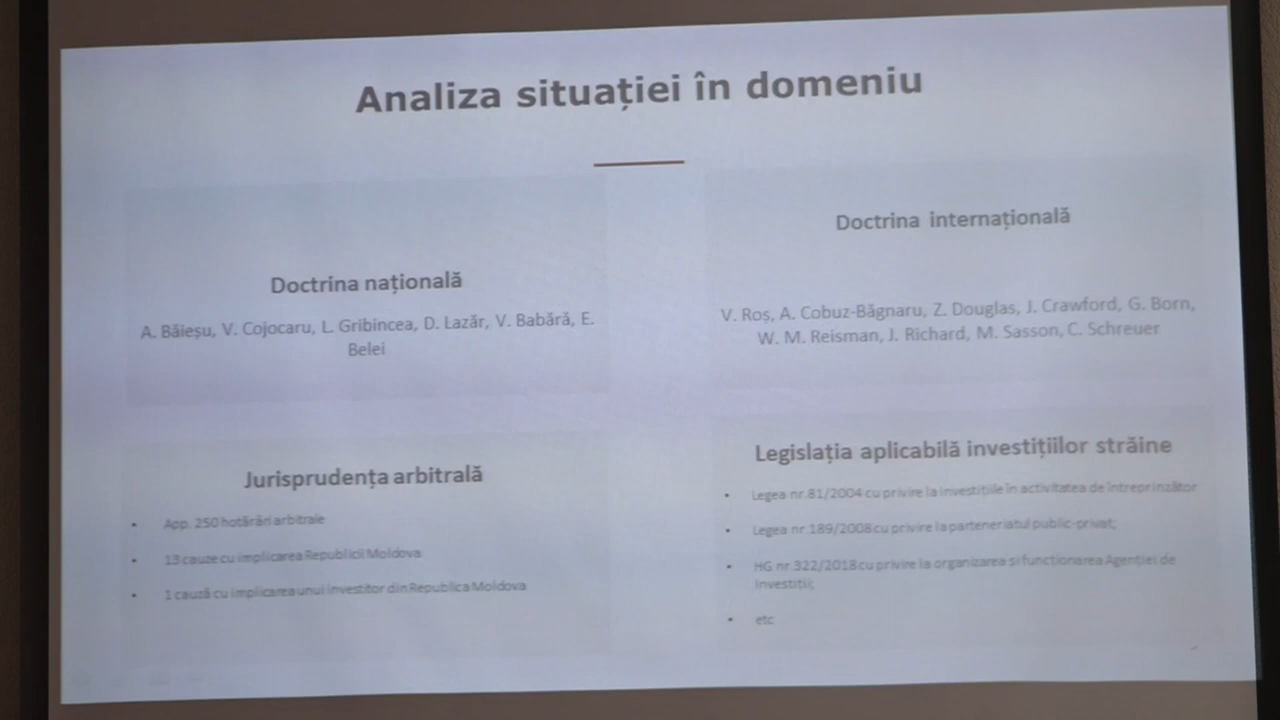 Analiza situației în domeniu
Doctrina națională
A. Băieșu, V. Cojocaru, L. Gribincea, D. Lazăr, V. Babără, E.
Belei
Doctrina internațională
V. Roș, A. Cobuz-Băgnaru, Z. Douglas, J. Crawford, G. Born,
W. M. Reisman, J. Richard, M. Sasson, C. Schreuer
Jurisprudența arbitrală
• App. 250 hotărâri arbitrale
• 13 cauze cu implicarea Republicii Moldova
• 1 cauză cu implicarea unui investitor din Republica Moldova
Legislația aplicabilă investițiilor străine
• Legea nr.81/2004 cu privire la investițiile în activitatea de întreprinzător
• Legea nr.189/2008 cu privire la parteneriatul public-privat;
• HG nr.322/2018 cu privire la organizarea si functionarea Agenției de
Investitii;
• etc